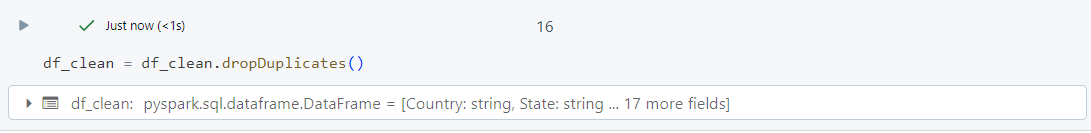 Just now (<1s)
16
df_clean = df_clean.dropDuplicates()
df_clean: pyspark.sql.dataframe.DataFrame = [Country: string, State: string ... 17 more fields]